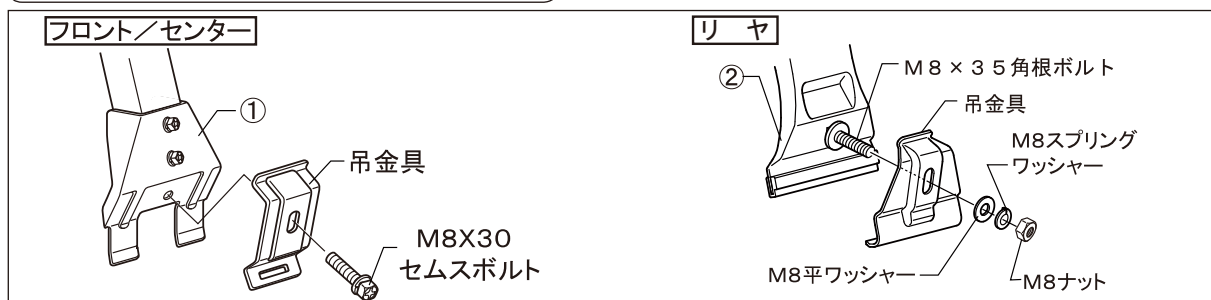 フロント／センター
①
吊金具
M8X30
セムスボルト
リ　ヤ
②
Ｍ８×３５角根ボルト
吊金具
M8スプリング
ワッシャー
M8平ワッシャー
M8ナット